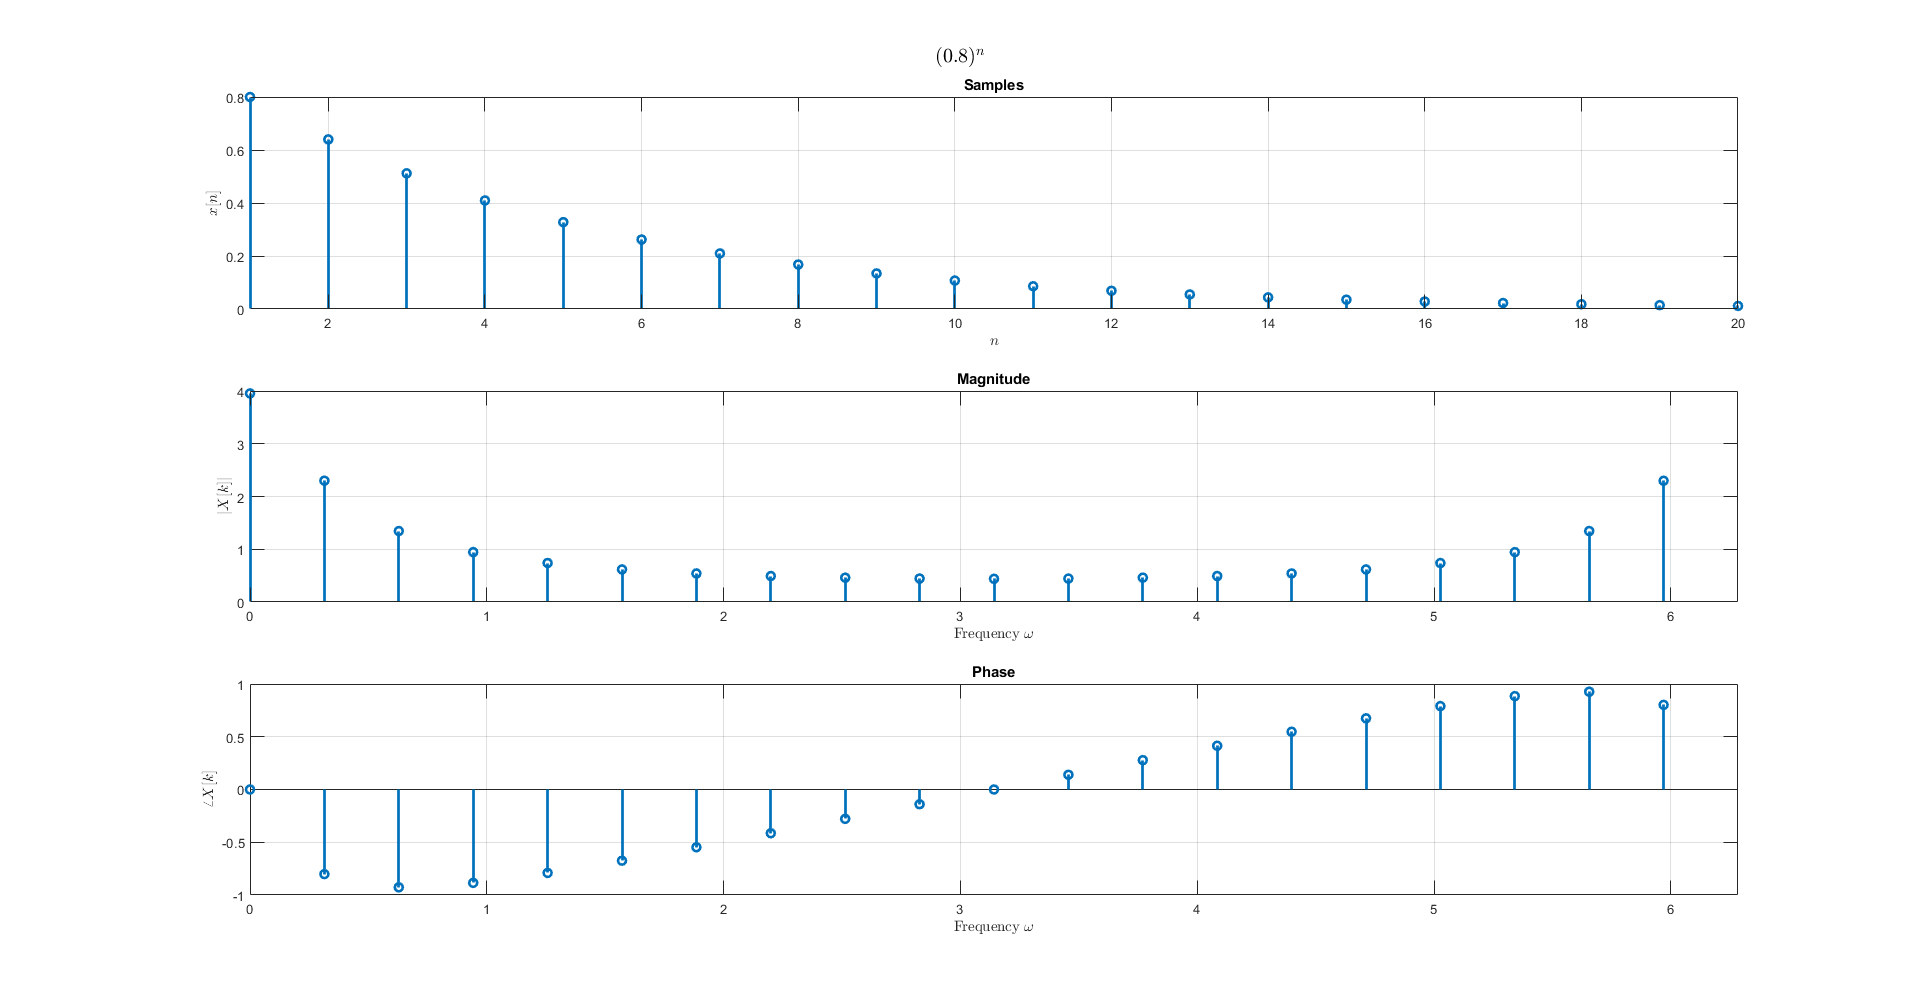 (0.8)ⁿ
Samples
0.8
0.6
0.4
0.2
0
x[n]
2 4 6 8 10 12 14 16 18 20
n
Magnitude
4
3
2
1
0
|X[k]|
0 1 2 3 4 5 6
Frequency ω
Phase
1
0.5
0
-0.5
-1
∠X[k]
0 1 2 3 4 5 6
Frequency ω